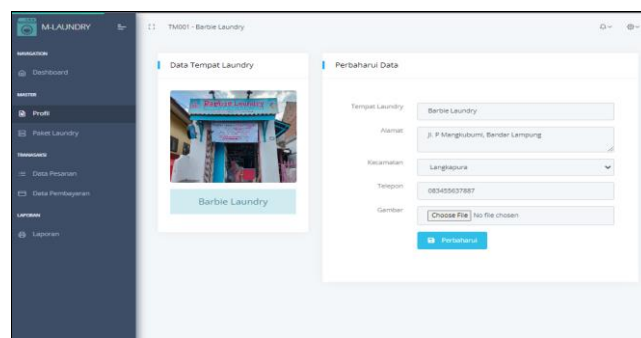 M-LAUNDRY
TM001 - Barbie Laundry
NAVIGATION
Dashboard
MASTER
Profil
Paket Laundry
TRANSAKSI
Data Pesanan
Data Pembayaran
LAPORAN
Laporan
Data Tempat Laundry
Barbie Laundry
Perbaharui Data
Tempat Laundry
Barbie Laundry
Alamat
Jl. P Mangkubumi, Bandar Lampung
Kecamatan
Langkapura
Telepon
083455637887
Gambar
Choose File No file chosen
Perbaharui